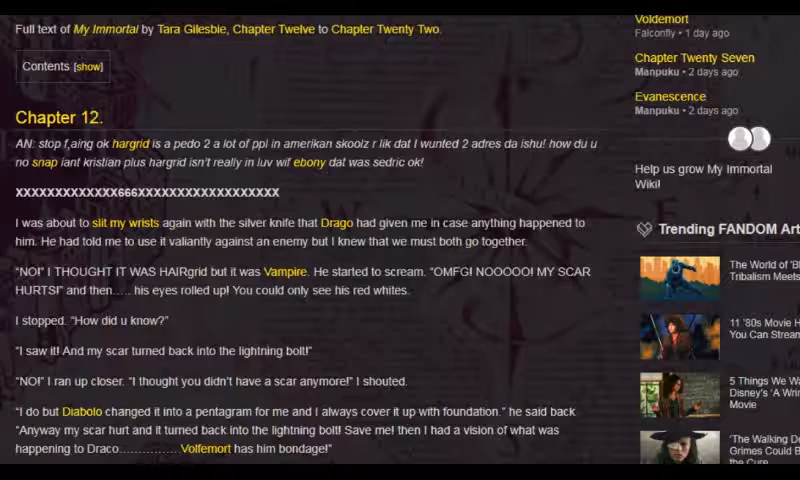 Full text of My Immortal by Tara Gilesbie, Chapter Twelve to Chapter Twenty Two.
Contents [show]
Chapter 12.
AN: stop f,aing ok hargrid is a pedo 2 a lot of ppl in amerikan skoolz r lik dat I wunted 2 adres da ishu! how du u
no snap iant kristian plus hargrid isn't really in luv wif ebony dat was sedric ok!
XXXXXXXXXXXXX666XXXXXXXXXXXXXXXXXX
I was about to slit my wrists again with the silver knife that Drago had given me in case anything happened to
him. He had told me to use it valiantly against an enemy but I knew that we must both go together.
“NO!” I THOUGHT IT WAS HAIRgrid but it was Vampire. He started to scream. “OMFG! NOOOOO! MY SCAR
HURTS!” and then….. his eyes rolled up! You could only see his red whites.
I stopped. “How did u know?”
“I saw it! And my scar turned back into the lightning bolt!”
“NO!” I ran up closer. “I thought you didn't have a scar anymore!” I shouted.
“I do but Diabolo changed it into a pentagram for me and I always cover it up with foundation.” he said back.
“Anyway my scar hurt and it turned back into the lightning bolt! Save me! then I had a vision of what was
happening to Draco…………….Volfemort has him bondage!”
Voldemort
Falconfly • 1 day ago
Chapter Twenty Seven
Manpuku • 2 days ago
Evanescence
Manpuku • 2 days ago
Help us grow My Immortal
Wiki!
Trending FANDOM Art
The World of 'Bl
Tribalism Meets
11 '80s Movie H
You Can Stream
5 Things We Wa
Disney's 'A Wrin
Movie
'The Walking De
Grimes Could B
the Cure